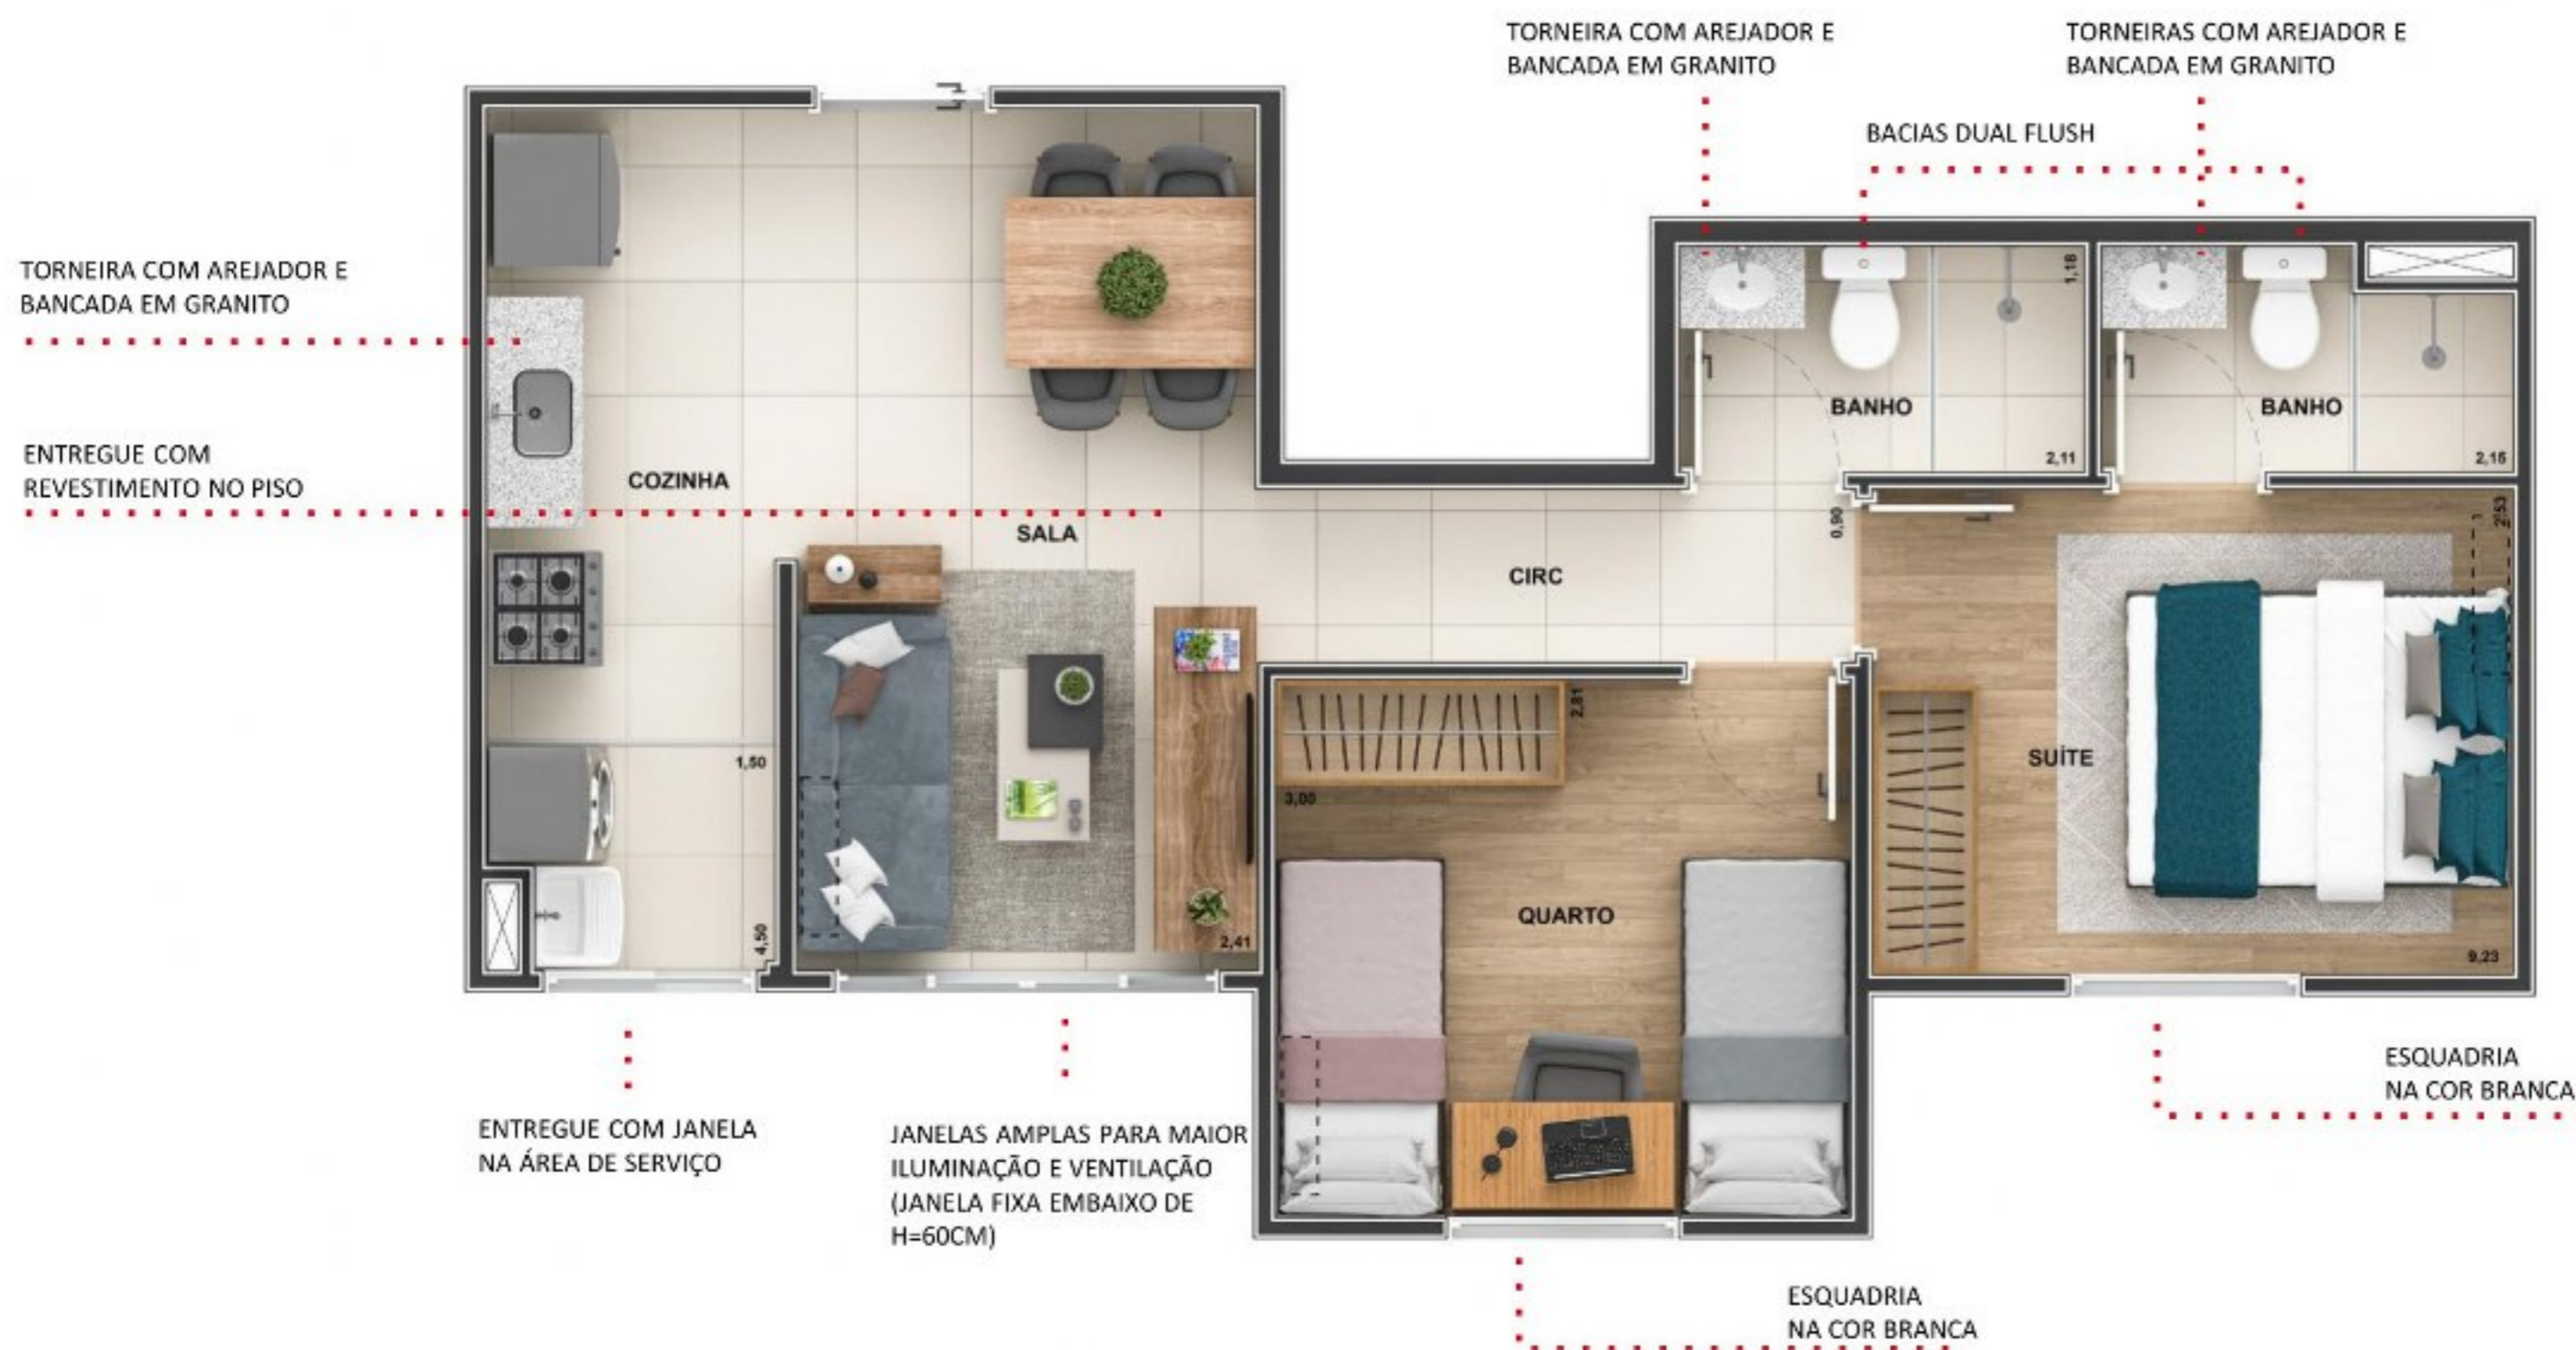 TORNEIRA COM AREJADOR E
BANCADA EM GRANITO
TORNEIRAS COM AREJADOR E
BANCADA EM GRANITO
BACIAS DUAL FLUSH
TORNEIRA COM AREJADOR E
BANCADA EM GRANITO
1,18
BANHO
2,11
BANHO
2,15
ENTREGUE COM
REVESTIMENTO NO PISO
COZINHA
SALA
0,90
2,53
CIRC
2,81
3,00
1,50
SUÍTE
QUARTO
4,50
2,41
9,23
ENTREGUE COM JANELA
NA ÁREA DE SERVIÇO
JANELAS AMPLAS PARA MAIOR
ILUMINAÇÃO E VENTILAÇÃO
(JANELA FIXA EMBAIXO DE
H=60CM)
ESQUADRIA
NA COR BRANCA
ESQUADRIA
NA COR BRANCA